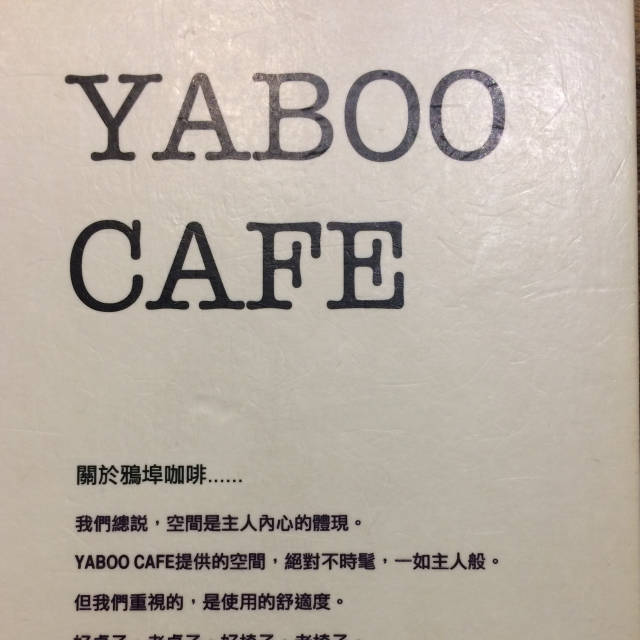 YABOO
CAFE
關於鴉埠咖啡......
我們總說，空間是主人內心的體現。
YABOO CAFE提供的空間，絕對不時髦，一如主人般。
但我們重視的，是使用的舒適度。